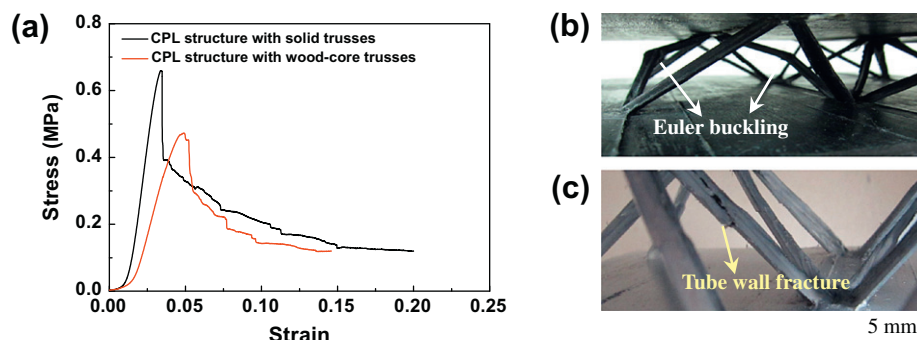 (a)
0.8
0.6
0.4
0.2
0.0
Stress (MPa)
CPL structure with solid trusses
CPL structure with wood-core trusses
0.00 0.05 0.10 0.15 0.20 0.25
Strain
(b)
Euler buckling
(c)
Tube wall fracture
5 mm